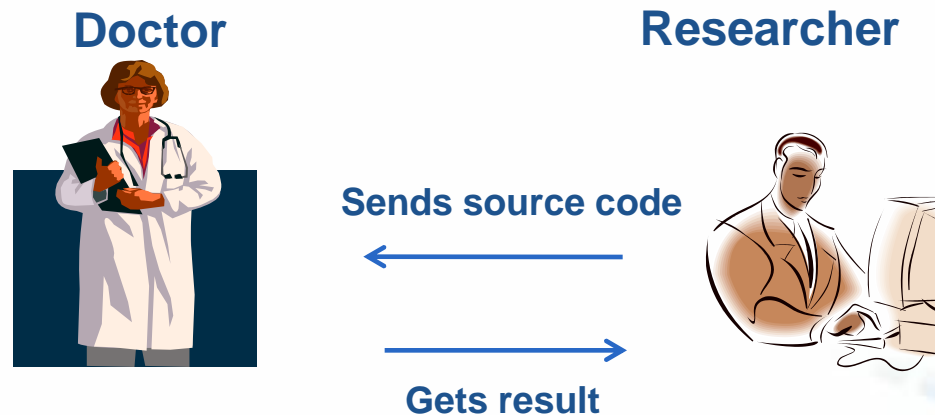 Doctor
Researcher
Sends source code
Gets result